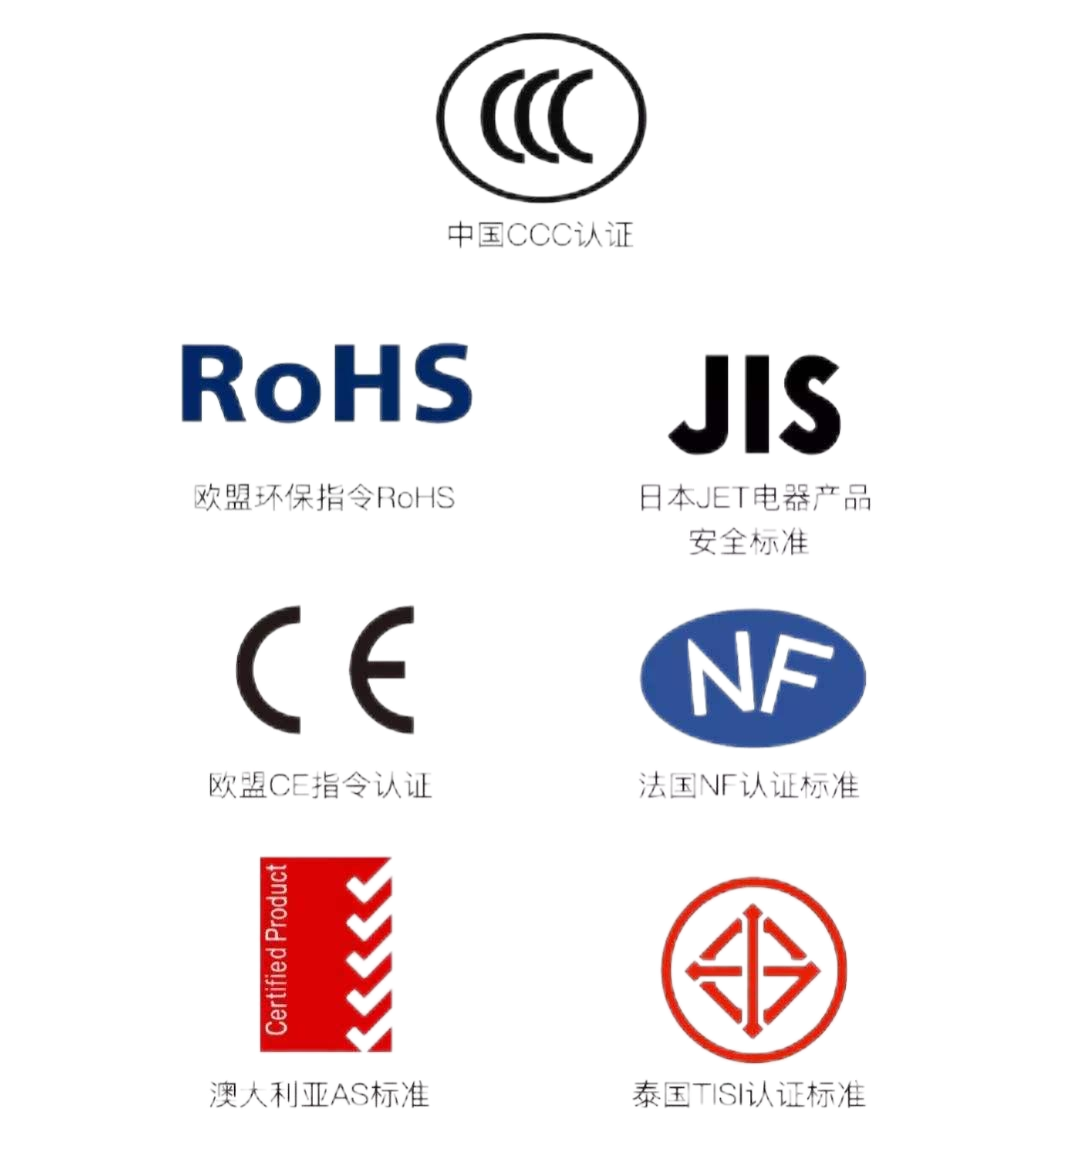 CCC
中国CCC认证
RoHS
JIS
欧盟环保指令RoHS
日本JET电器产品
安全标准
CE
NF
欧盟CE指令认证
法国NF认证标准
Certified Product
澳大利亚AS标准
泰国TISI认证标准